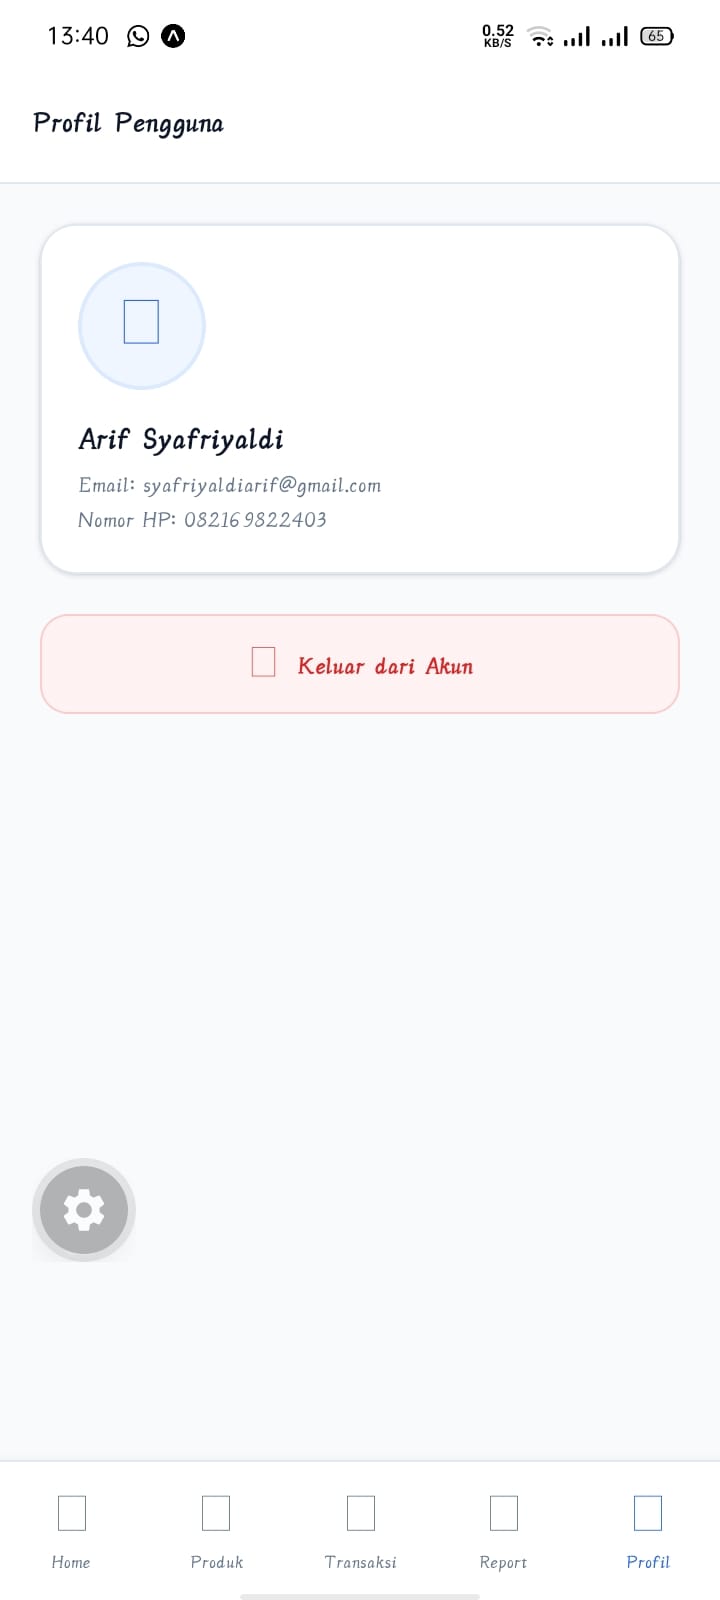 13:40
0.52
KB/S
65
Profil Pengguna
Arif Syafriyaldi
Email: syafriyaldiarif@gmail.com
Nomor HP: 082169822403
Keluar dari Akun
Home
Produk
Transaksi
Report
Profil